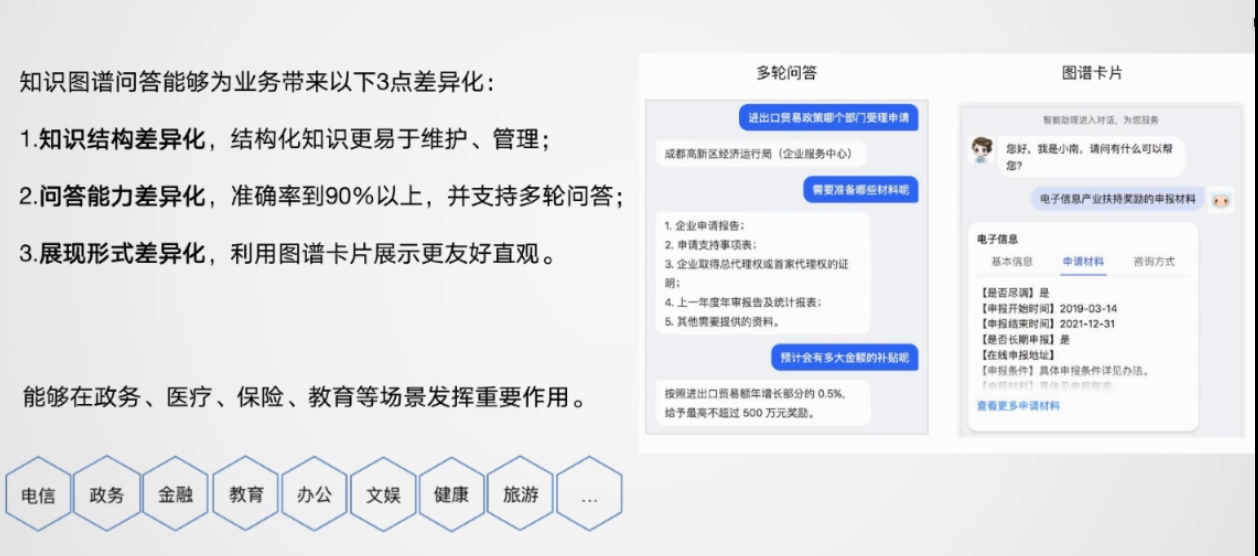 知识图谱问答能够为业务带来以下3点差异化：
1.知识结构差异化，结构化知识更易于维护、管理；
2.问答能力差异化，准确率到90%以上，并支持多轮问答；
3.展现形式差异化，利用图谱卡片展示更友好直观。
能够在政务、医疗、保险、教育等场景发挥重要作用。
电信
政务
金融
教育
办公
文娱
健康
旅游
...
多轮问答
进出口贸易政策哪个部门受理申请
成都高新区经济运行局（企业服务中心）
需要准备哪些材料呢
1. 企业申请报告；
2. 申请支持事项表；
3. 企业取得总代理权或首家代理权的证
明；
4. 上一年度年审报告及统计报表；
5. 其他需要提供的资料。
预计会有多大金额的补贴呢
按照进出口贸易额年增长部分的 0.5%,
给予最高不超过 500 万元奖励。
图谱卡片
智能助理进入对话，为您服务
您好，我是小南，请问有什么可以帮
您？
电子信息产业扶持奖励的申报材料
电子信息
基本信息
申请材料
咨询方式
【是否尽调】是
【申报开始时间】2019-03-14
【申报结束时间】2021-12-31
【是否长期申报】是
【在线申报地址】
【申报条件】具体申报条件详见办法。
查看更多申请材料